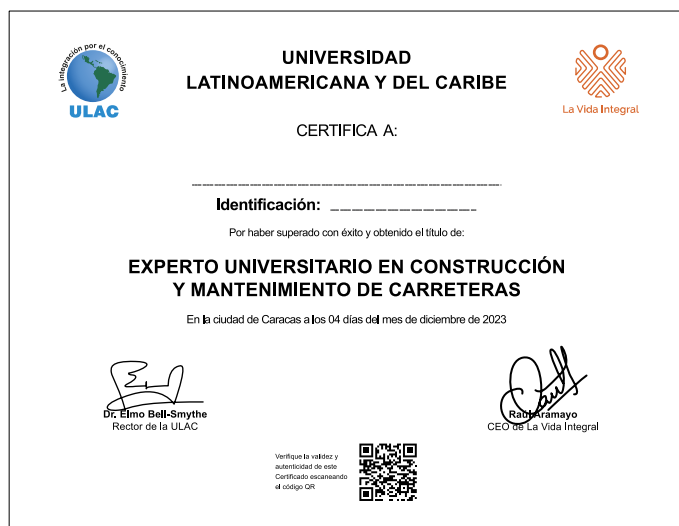 La integración por el conocimiento
ULAC
UNIVERSIDAD
LATINOAMERICANA Y DEL CARIBE
La Vida Integral
CERTIFICA A:
Identificación:
Por haber superado con éxito y obtenido el título de:
EXPERTO UNIVERSITARIO EN CONSTRUCCIÓN
Y MANTENIMIENTO DE CARRETERAS
En la ciudad de Caracas a los 04 días del mes de diciembre de 2023
Dr. Elmo Bell-Smythe
Rector de la ULAC
Raúl Aramayo
CEO de La Vida Integral
Verifique la validez y
autenticidad de este
Certificado escaneando
el código QR